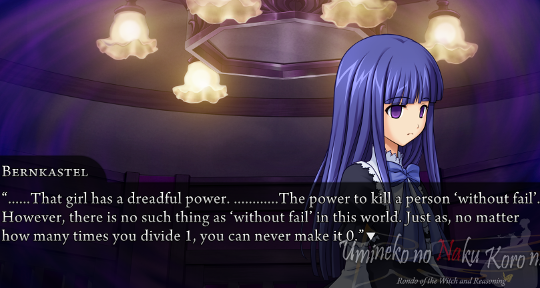 BERNKASTEL
“......That girl has a dreadful power. ............The power to kill a person ‘without fail’.
However, there is no such thing as ‘without fail’ in this world. Just as, no matter
how many times you divide 1, you can never make it 0.”
Umineko no Naku Koro n
Rondo of the Witch and Reasoning